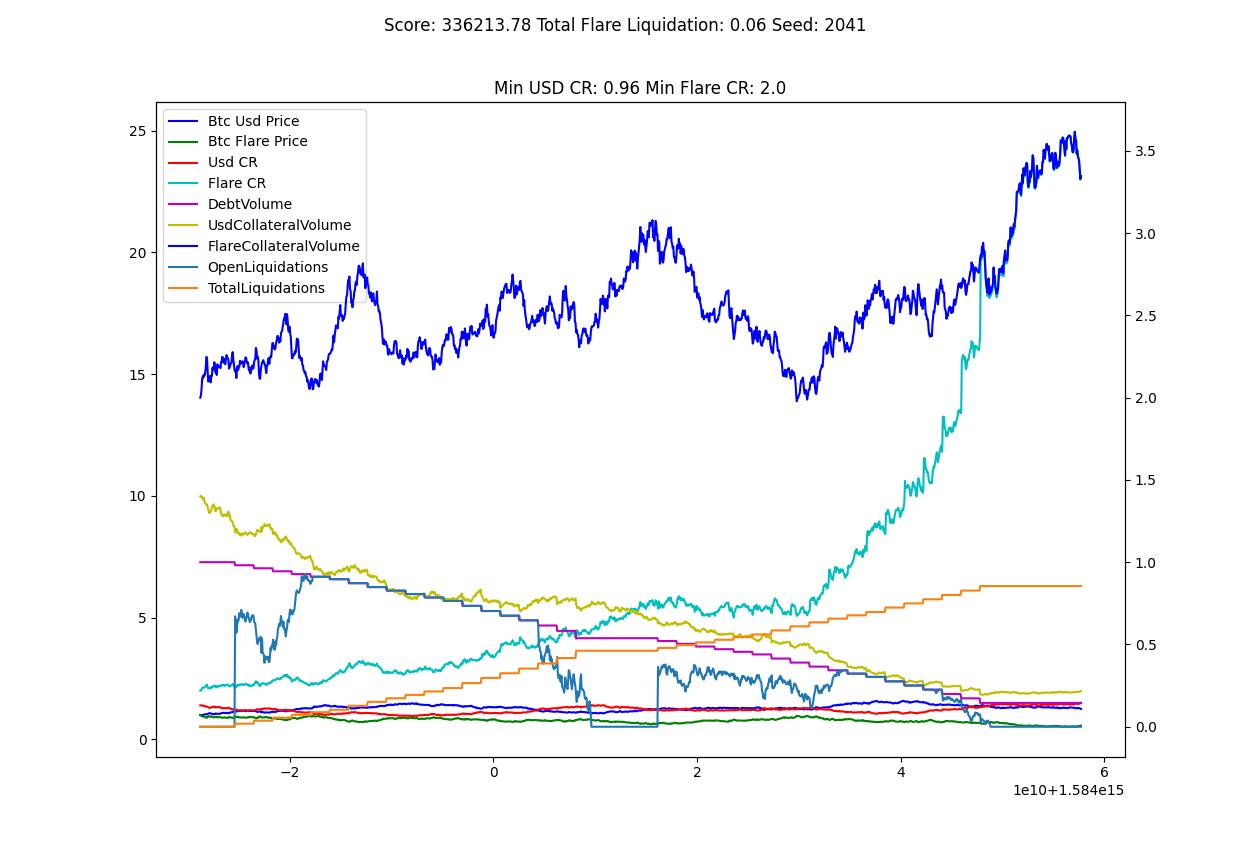 Score: 336213.78 Total Flare Liquidation: 0.06 Seed: 2041
Min USD CR: 0.96 Min Flare CR: 2.0
Btc Usd Price
Btc Flare Price
Usd CR
Flare CR
DebtVolume
UsdCollateralVolume
FlareCollateralVolume
OpenLiquidations
TotalLiquidations
25
20
15
10
5
0
3.5
3.0
2.5
2.0
1.5
1.0
0.5
0.0
−2
0
2
4
6
1e10+1.584e15